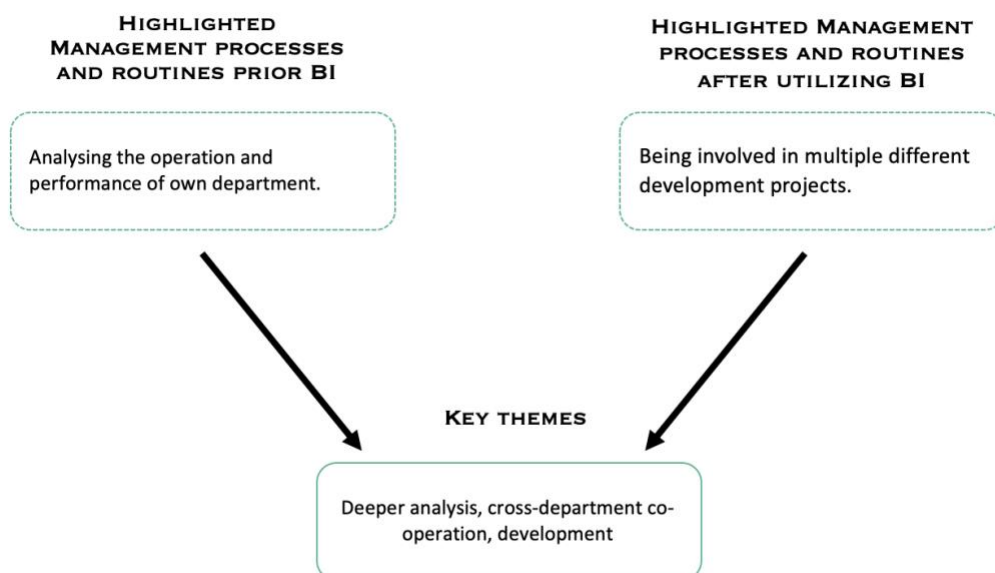 HIGHLIGHTED
MANAGEMENT PROCESSES
AND ROUTINES PRIOR BI
HIGHLIGHTED MANAGEMENT
PROCESSES AND ROUTINES
AFTER UTILIZING BI
Analysing the operation and
performance of own department.
Being involved in multiple different
development projects.
KEY THEMES
Deeper analysis, cross-department co-
operation, development